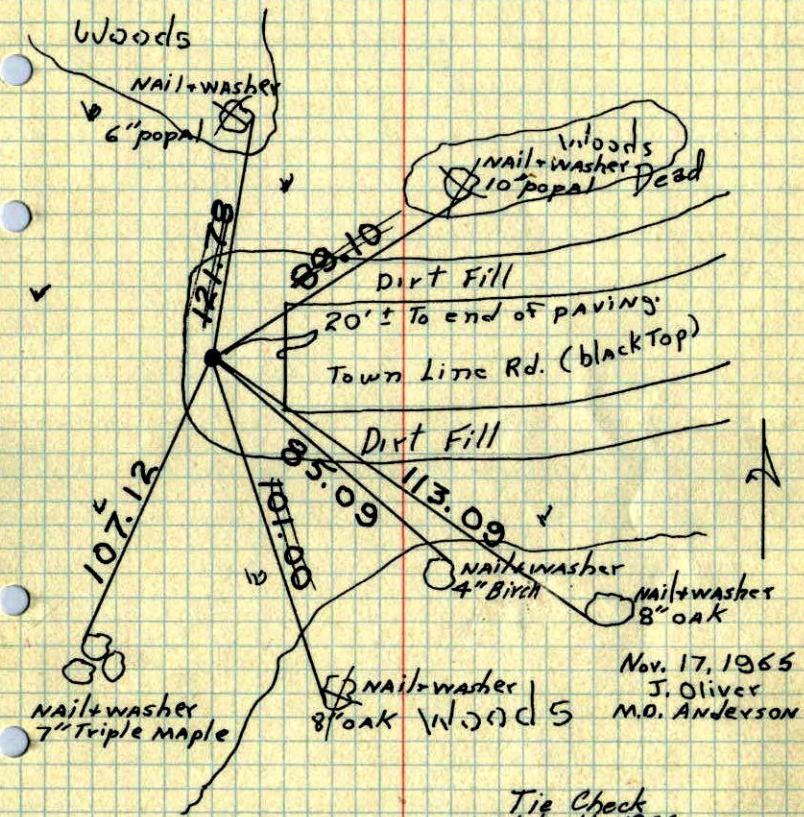 Woods
NAil+WAsher
6" popal
Woods
NAil+WAsher
10" popal Dead
121.78
89.10
Dirt Fill
20' ± To end of pAving.
Town Line Rd. (blAckTop)
Dirt Fill
85.09
113.09
107.12
101.00
NAil+WAsher
4" Birch
NAil+WAsher
8" OAK
NAil+WAsher
8" OAK
Woods
NAil+WAsher
7" Triple MAple
Nov. 17, 1965
J. Oliver
M.O. ANdersoN
Tie Check